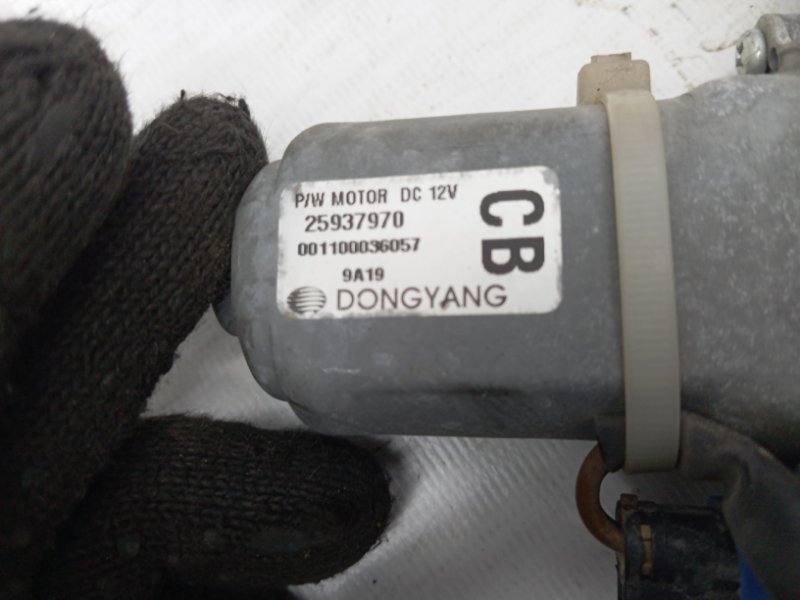 P/W MOTOR DC 12V
25937970
001100036057
9A19
DONGYANG
CB